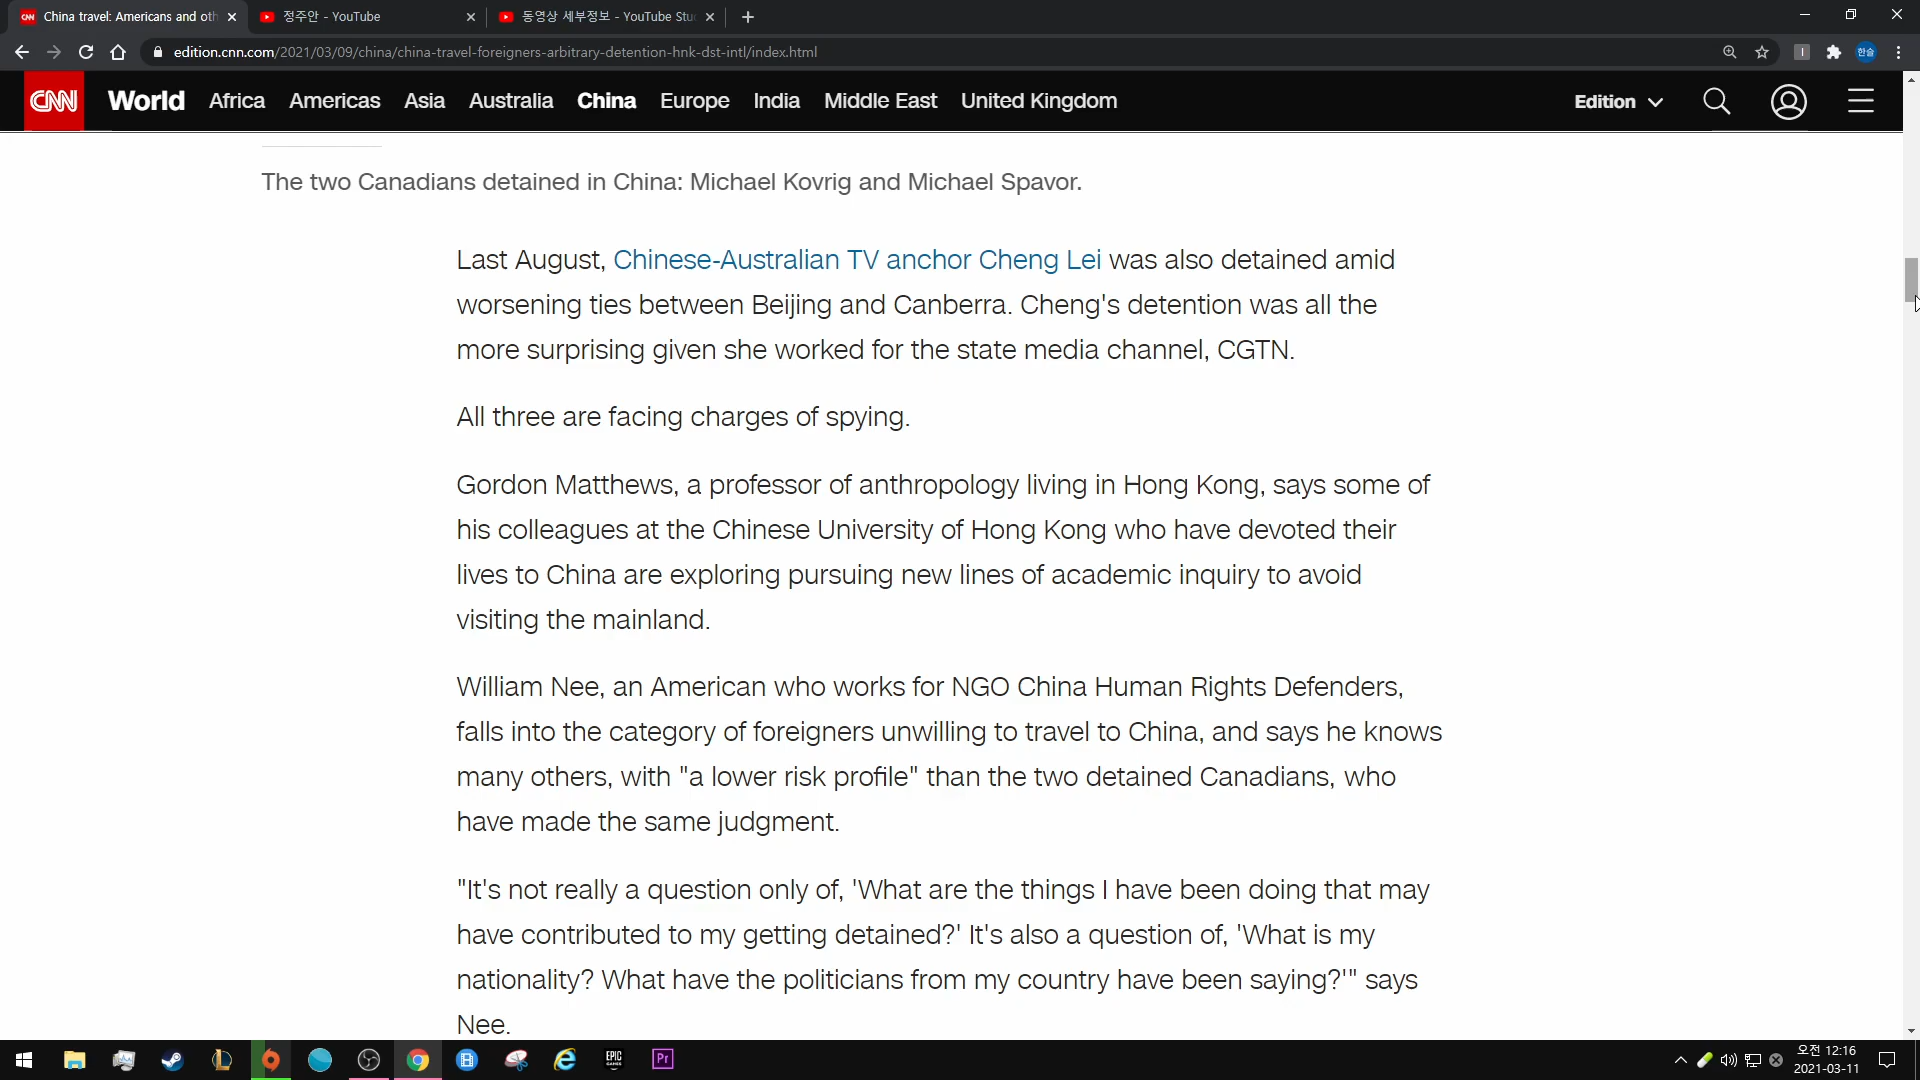 China travel: Americans and oth
정주안 - YouTube
동영상 세부정보 - YouTube Stu
edition.cnn.com/2021/03/09/china/china-travel-foreigners-arbitrary-detention-hnk-dst-intl/index.html
한슬
CNN World Africa Americas Asia Australia China Europe India Middle East United Kingdom Edition
The two Canadians detained in China: Michael Kovrig and Michael Spavor.
Last August, Chinese-Australian TV anchor Cheng Lei was also detained amid
worsening ties between Beijing and Canberra. Cheng's detention was all the
more surprising given she worked for the state media channel, CGTN.
All three are facing charges of spying.
Gordon Matthews, a professor of anthropology living in Hong Kong, says some of
his colleagues at the Chinese University of Hong Kong who have devoted their
lives to China are exploring pursuing new lines of academic inquiry to avoid
visiting the mainland.
William Nee, an American who works for NGO China Human Rights Defenders,
falls into the category of foreigners unwilling to travel to China, and says he knows
many others, with "a lower risk profile" than the two detained Canadians, who
have made the same judgment.
"It's not really a question only of, 'What are the things I have been doing that may
have contributed to my getting detained?' It's also a question of, 'What is my
nationality? What have the politicians from my country have been saying?'" says
Nee.
EPIC GAMES
Pr
오전 12:16
2021-03-11